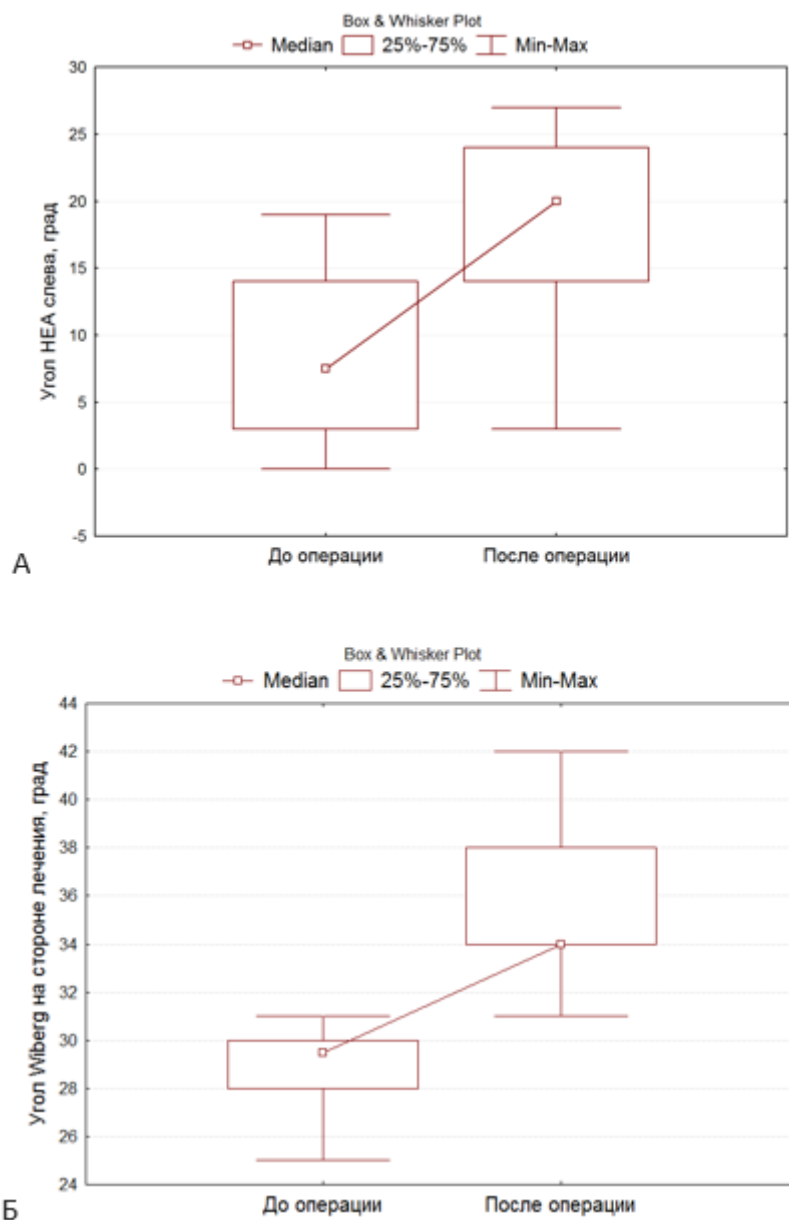 Box & Whisker Plot
Median 25%-75% Min-Max
Угол HEA слева, град
30
25
20
15
10
5
0
-5
До операции После операции
А
Box & Whisker Plot
Median 25%-75% Min-Max
Угол Wiberg на стороне лечения, град
44
42
40
38
36
34
32
30
28
26
24
До операции После операции
Б